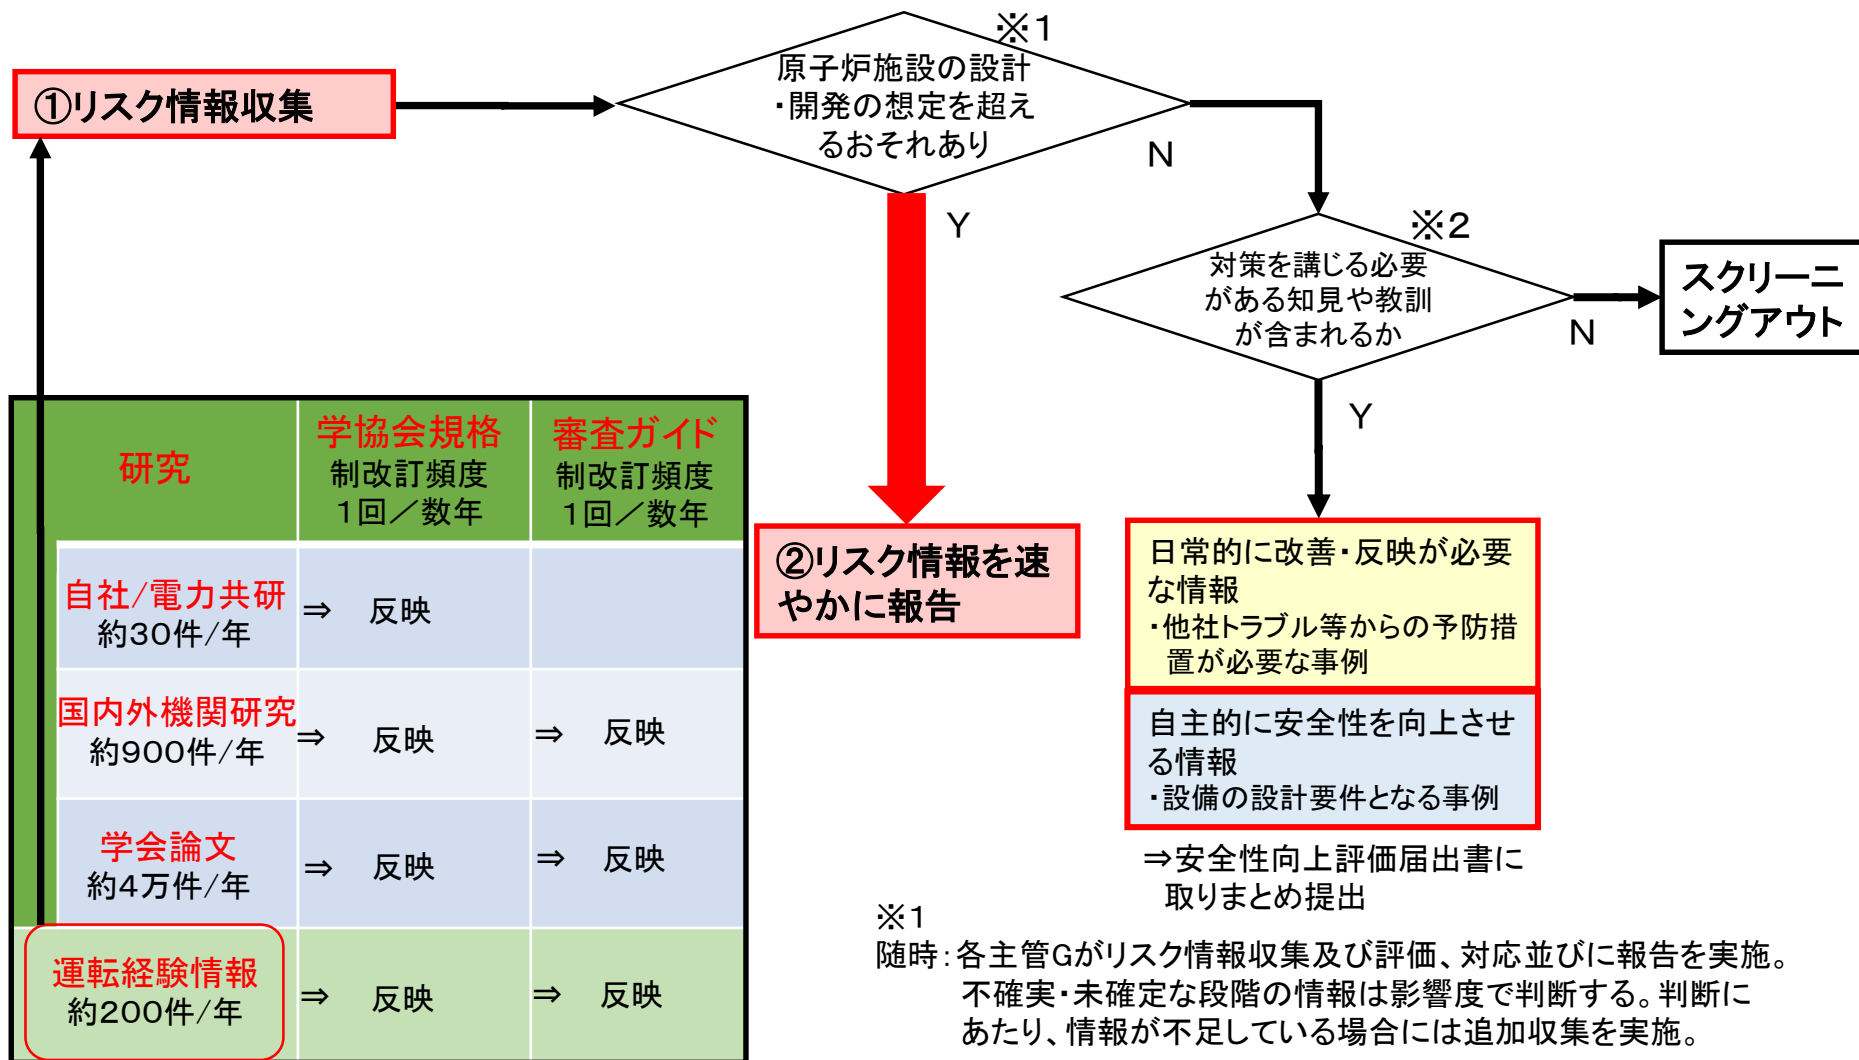 ①リスク情報収集
※1
原子炉施設の設計
・開発の想定を超え
るおそれあり
N
Y
※2
対策を講じる必要
がある知見や教訓
が含まれるか
N
Y
スクリーニ
ングアウト
②リスク情報を速
やかに報告
日常的に改善・反映が必要
な情報
・他社トラブル等からの予防措
置が必要な事例
自主的に安全性を向上させ
る情報
・設備の設計要件となる事例
⇒安全性向上評価届出書に
取りまとめ提出
研究
学協会規格
制改訂頻度
1回／数年
審査ガイド
制改訂頻度
1回／数年
自社/電力共研
約30件/年
⇒ 反映
国内外機関研究
約900件/年
⇒ 反映
⇒ 反映
学会論文
約4万件/年
⇒ 反映
⇒ 反映
運転経験情報
約200件/年
⇒ 反映
⇒ 反映
※1
随時：各主管Gがリスク情報収集及び評価、対応並びに報告を実施。
不確実・未確定な段階の情報は影響度で判断する。判断に
あたり、情報が不足している場合には追加収集を実施。